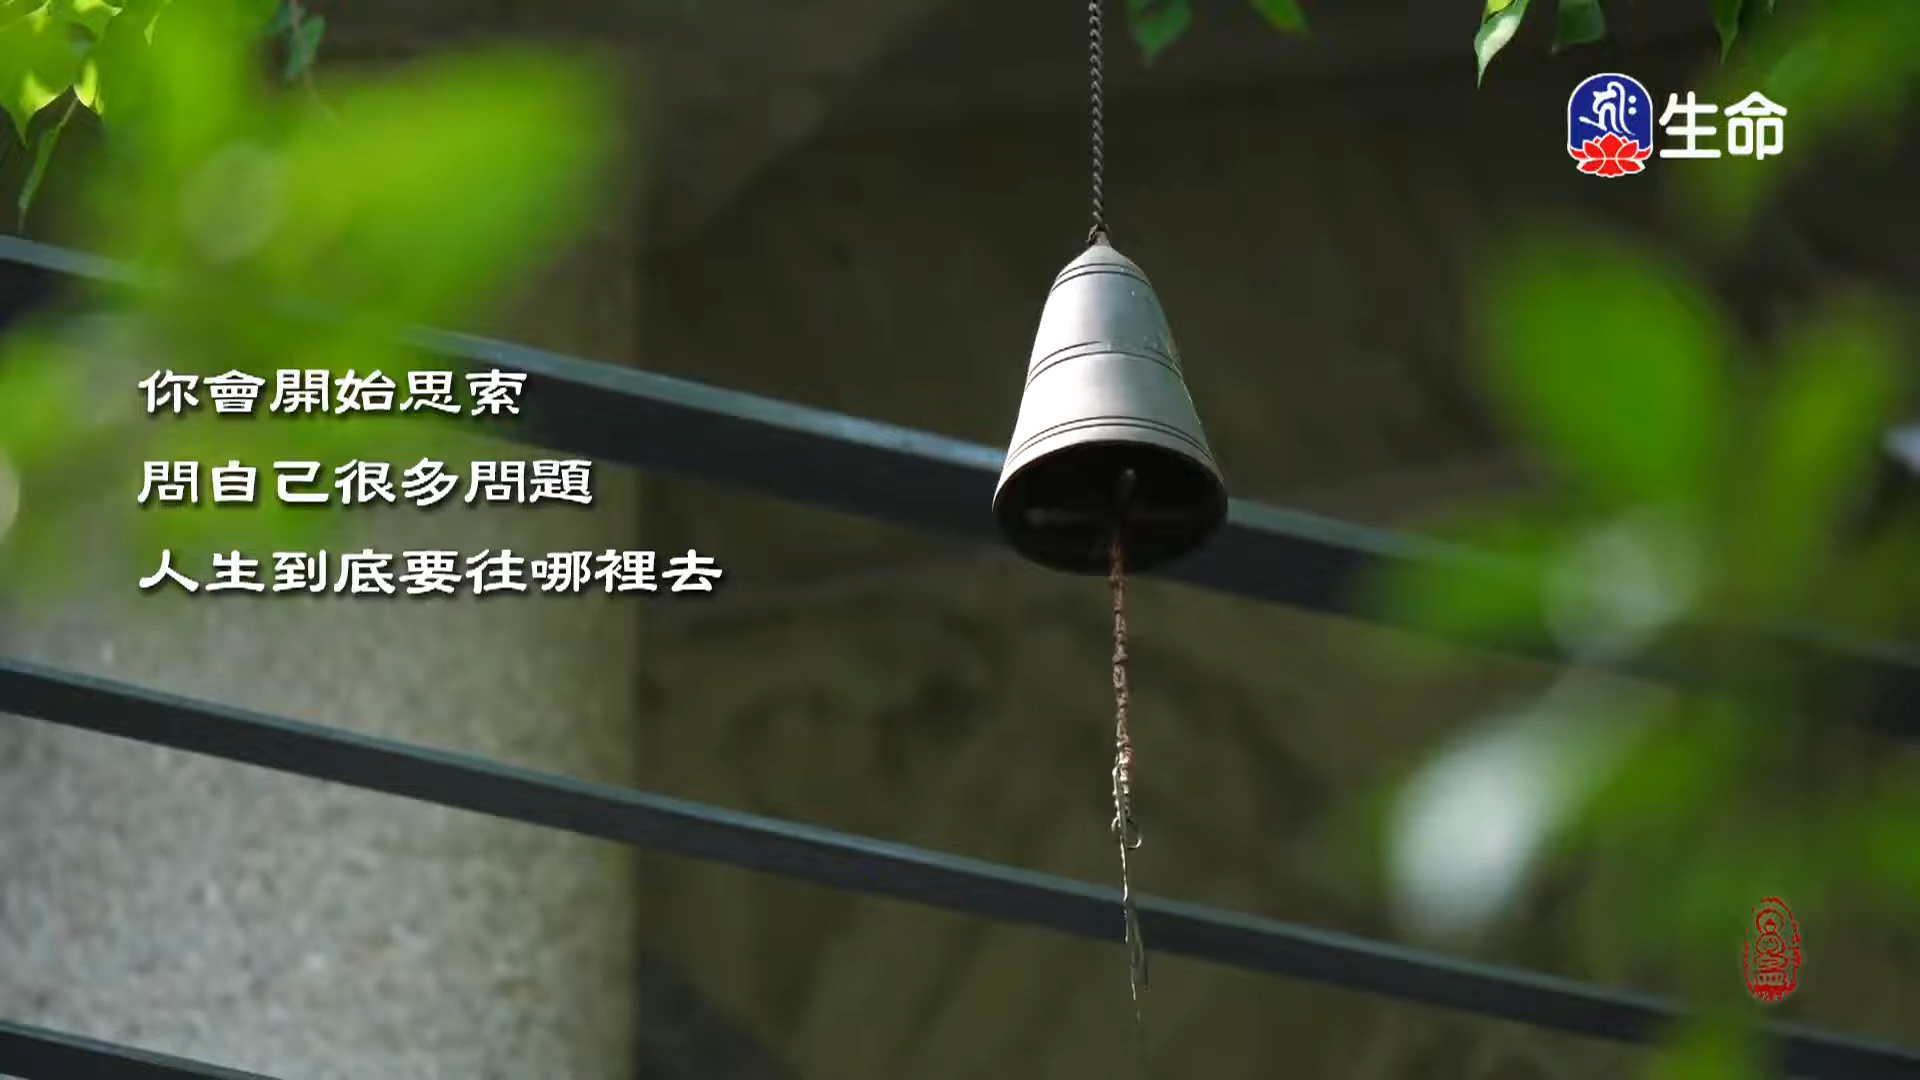 生命
你會開始思索
問自己很多問題
人生到底要往哪裡去